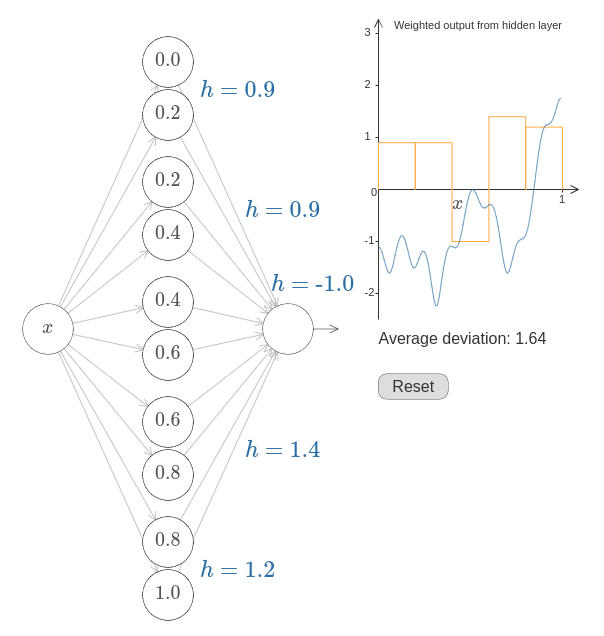 0.0
h = 0.9
0.2
0.2
h = 0.9
0.4
h = -1.0
0.4
x
0.6
0.6
h = 1.4
0.8
0.8
h = 1.2
1.0
Weighted output from hidden layer
3
2
1
0
x
1
-1
-2
Average deviation: 1.64
Reset